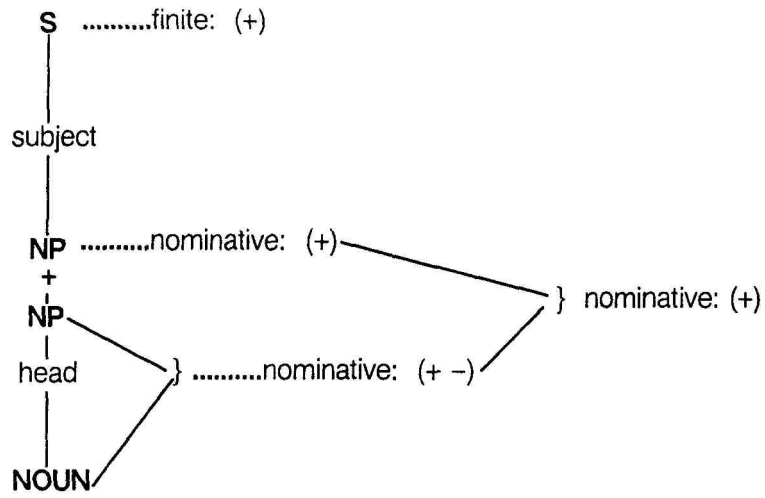 S ..........finite: (+)
subject
NP ..........nominative: (+)
+
} nominative: (+)
NP
head } ..........nominative: (+ −)
NOUN